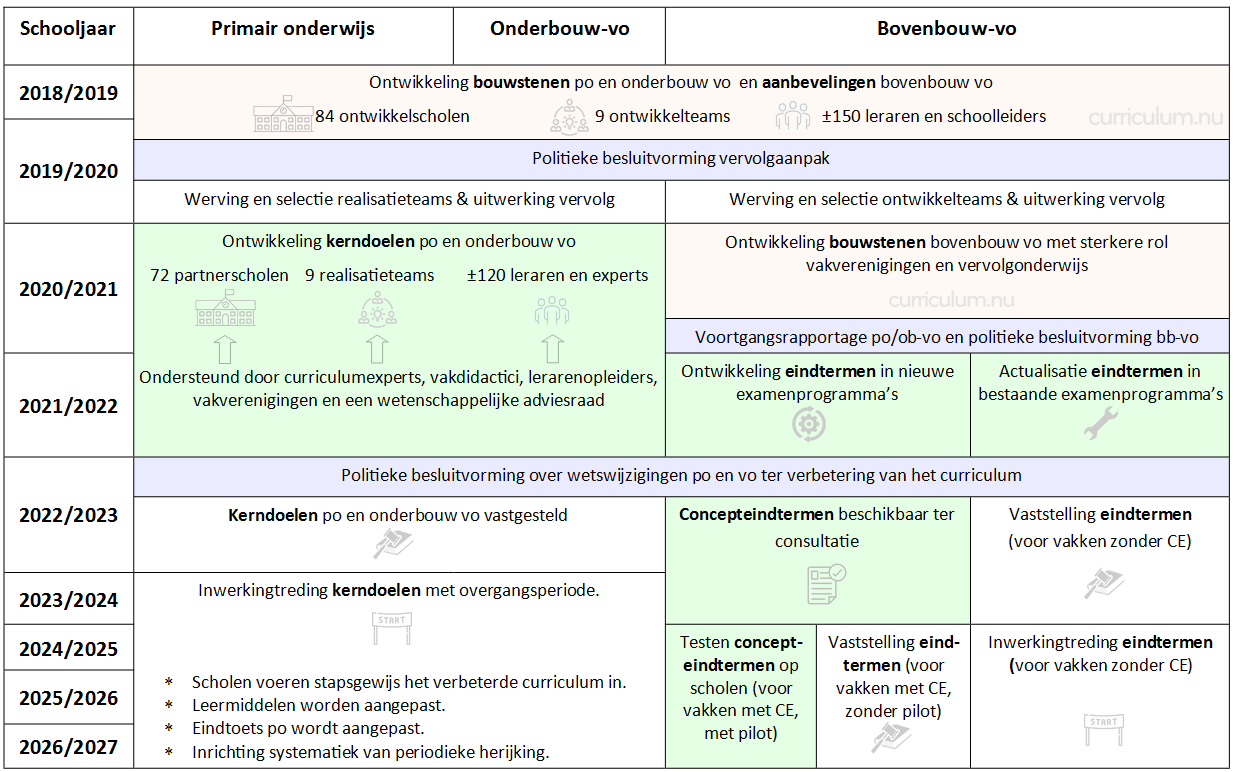 Schooljaar
Primair onderwijs
Onderbouw-vo
Bovenbouw-vo
2018/2019
Ontwikkeling bouwstenen po en onderbouw vo en aanbevelingen bovenbouw vo
84 ontwikkelscholen
9 ontwikkelteams
±150 leraren en schoolleiders
curriculum.nu
2019/2020
Politieke besluitvorming vervolgaanpak
Werving en selectie realisatieteams & uitwerking vervolg
Werving en selectie ontwikkelteams & uitwerking vervolg
2020/2021
Ontwikkeling kerndoelen po en onderbouw vo
72 partnerscholen
9 realisatieteams
±120 leraren en experts
Ontwikkeling bouwstenen bovenbouw vo met sterkere rol
vakverenigingen en vervolgonderwijs
curriculum.nu
Voortgangsrapportage po/ob-vo en politieke besluitvorming bb-vo
2021/2022
Ondersteund door curriculumexperts, vakdidactici, lerarenopleiders,
vakverenigingen en een wetenschappelijke adviesraad
Ontwikkeling eindtermen in nieuwe
examenprogramma’s
Actualisatie eindtermen in
bestaande examenprogramma’s
2022/2023
Politieke besluitvorming over wetswijzigingen po en vo ter verbetering van het curriculum
Kerndoelen po en onderbouw vo vastgesteld
Concepteindtermen beschikbaar ter
consultatie
Vaststelling eindtermen
(voor vakken zonder CE)
2023/2024
Inwerkingtreding kerndoelen met overgangsperiode.
START
2024/2025
2025/2026
2026/2027
* Scholen voeren stapsgewijs het verbeterde curriculum in.
* Leermiddelen worden aangepast.
* Eindtoets po wordt aangepast.
* Inrichting systematiek van periodieke herijking.
Testen concept-
eindtermen op
scholen (voor
vakken met CE,
met pilot)
Vaststelling eind-
termen (voor
vakken met CE,
zonder pilot)
Inwerkingtreding eindtermen
(voor vakken zonder CE)
START